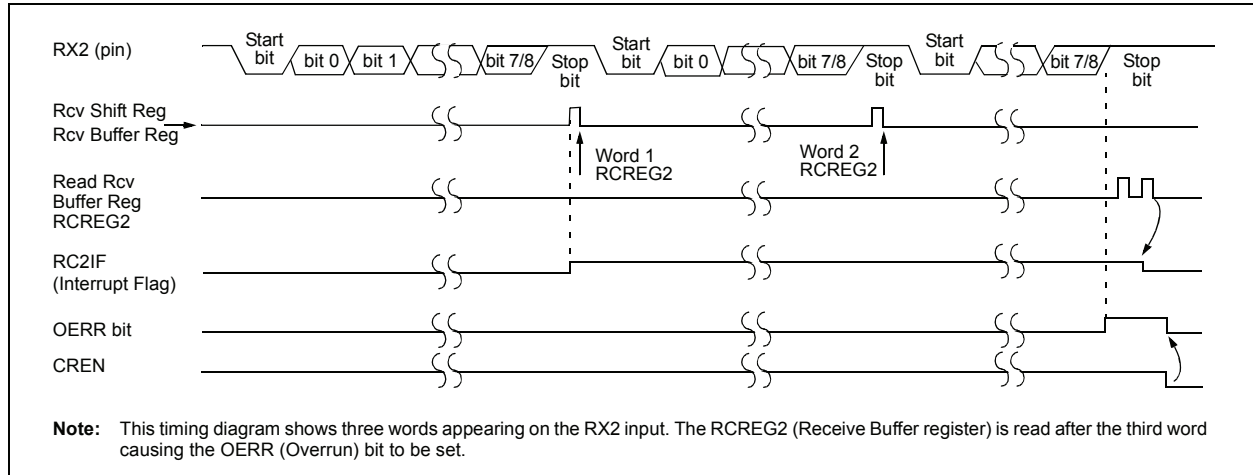 RX2 (pin)
Start
bit
bit 0
bit 1
bit 7/8
Stop
bit
Start
bit
bit 0
bit 7/8
Stop
bit
Start
bit
bit 7/8
Stop
bit
Rcv Shift Reg
Rcv Buffer Reg
Word 1
RCREG2
Word 2
RCREG2
Read Rcv
Buffer Reg
RCREG2
RC2IF
(Interrupt Flag)
OERR bit
CREN
Note: This timing diagram shows three words appearing on the RX2 input. The RCREG2 (Receive Buffer register) is read after the third word
causing the OERR (Overrun) bit to be set.